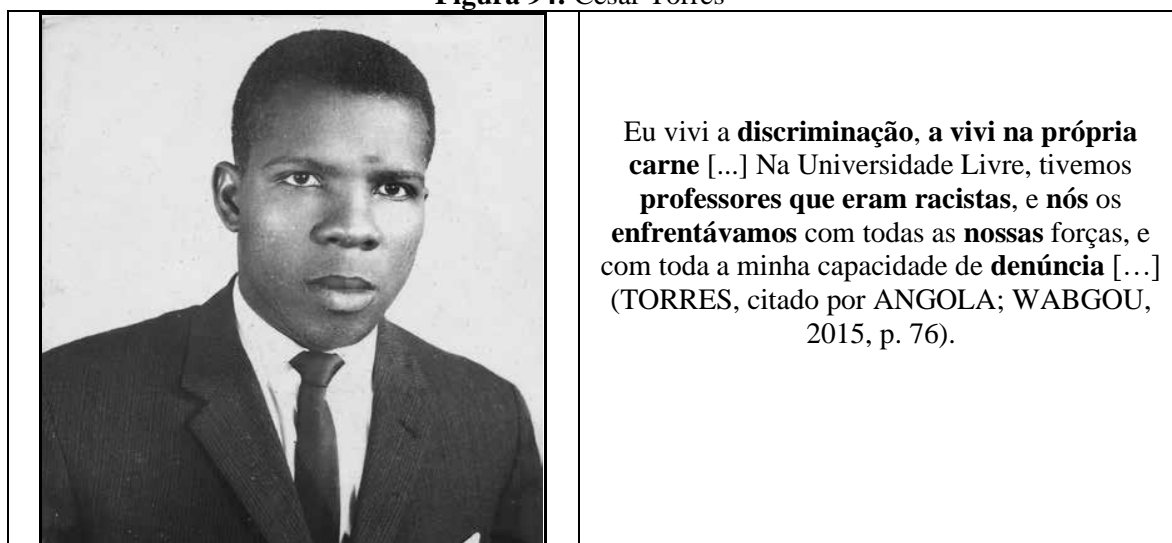 Figura Torres
Eu vivi a discriminação, a vivi na própria
carne [...] Na Universidade Livre, tivemos
professores que eram racistas, e nós os
enfrentávamos com todas as nossas forças, e
com toda a minha capacidade de denúncia […]
(TORRES, citado por ANGOLA; WABGOU,
2015, p. 76).